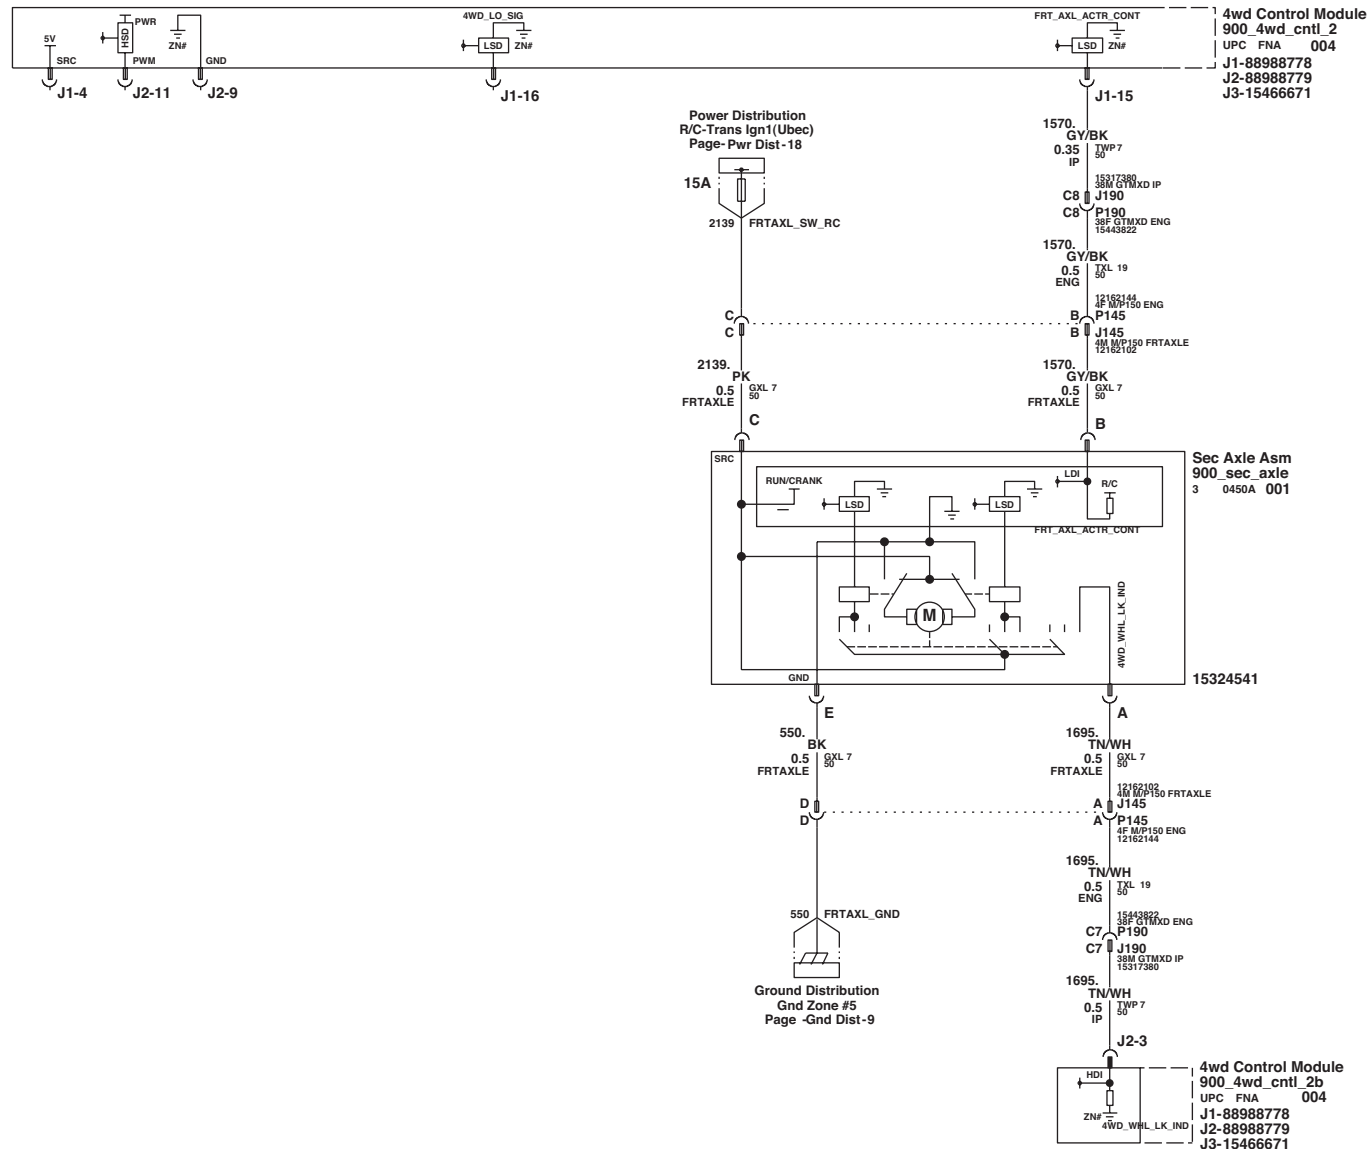 4WD_LO_SIG
FRT_AXL_ACTR_CONT
4wd Control Module
900_4wd_cntl_2
UPC FNA 004
J1-88988778
J2-88988779
J3-15466671
5V
SRC
PWR
HSD
PWM
ZN#
GND
LSD
ZN#
LSD
ZN#
J1-4
J2-11
J2-9
J1-16
J1-15
Power Distribution
R/C-Trans Ign1(Ubec)
Page- Pwr Dist-18
15A
2139 FRTAXL_SW_RC
1570.
GY/BK
0.35 TWP 7
50
IP
15317380
38M GTMXD IP
C8 J190
C8 P190
38F GTMXD ENG
15443822
1570.
GY/BK
0.5 TXL 19
50
ENG
12162144
4F M/P150 ENG
C
B P145
C
B J145
4M M/P150 FRTAXLE
12162102
2139.
PK
0.5 GXL 7
50
FRTAXLE
1570.
GY/BK
0.5 GXL 7
50
FRTAXLE
C
B
SRC
RUN/CRANK
LSD
LSD
LDI
R/C
FRT_AXL_ACTR_CONT
Sec Axle Asm
900_sec_axle
3 0450A 001
M
4WD_WHL_LK_IND
GND
15324541
E
A
550.
BK
0.5 GXL 7
50
FRTAXLE
1695.
TN/WH
0.5 GXL 7
50
FRTAXLE
12162102
4M M/P150 FRTAXLE
D
A J145
D
A P145
4F M/P150 ENG
12162144
1695.
TN/WH
0.5 TXL 19
50
ENG
550 FRTAXL_GND
15443822
38F GTMXD ENG
C7 P190
C7 J190
38M GTMXD IP
15317380
Ground Distribution
Gnd Zone #5
Page -Gnd Dist-9
1695.
TN/WH
0.5 TWP 7
50
IP
J2-3
HDI
ZN#
4WD_WHL_LK_IND
4wd Control Module
900_4wd_cntl_2b
UPC FNA 004
J1-88988778
J2-88988779
J3-15466671